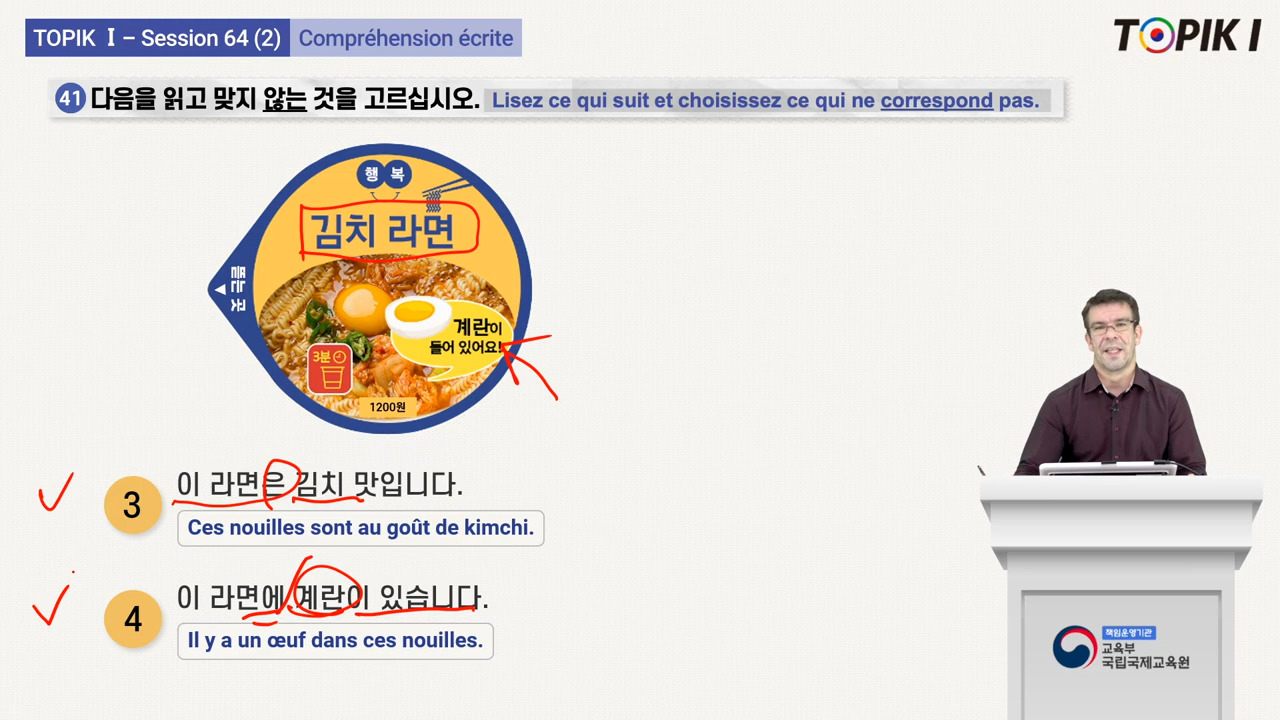 TOPIK Ⅰ – Session 64 (2) Compréhension écrite
TOPIK I
41 다음을 읽고 맞지 않는 것을 고르십시오. Lisez ce qui suit et choisissez ce qui ne correspond pas.
행복
김치 라면
뜯는 곳
계란이
들어 있어요!
3분
1200원
3 이 라면은 김치 맛입니다.
Ces nouilles sont au goût de kimchi.
4 이 라면에 계란이 있습니다.
Il y a un œuf dans ces nouilles.
책임운영기관
교육부
국립국제교육원